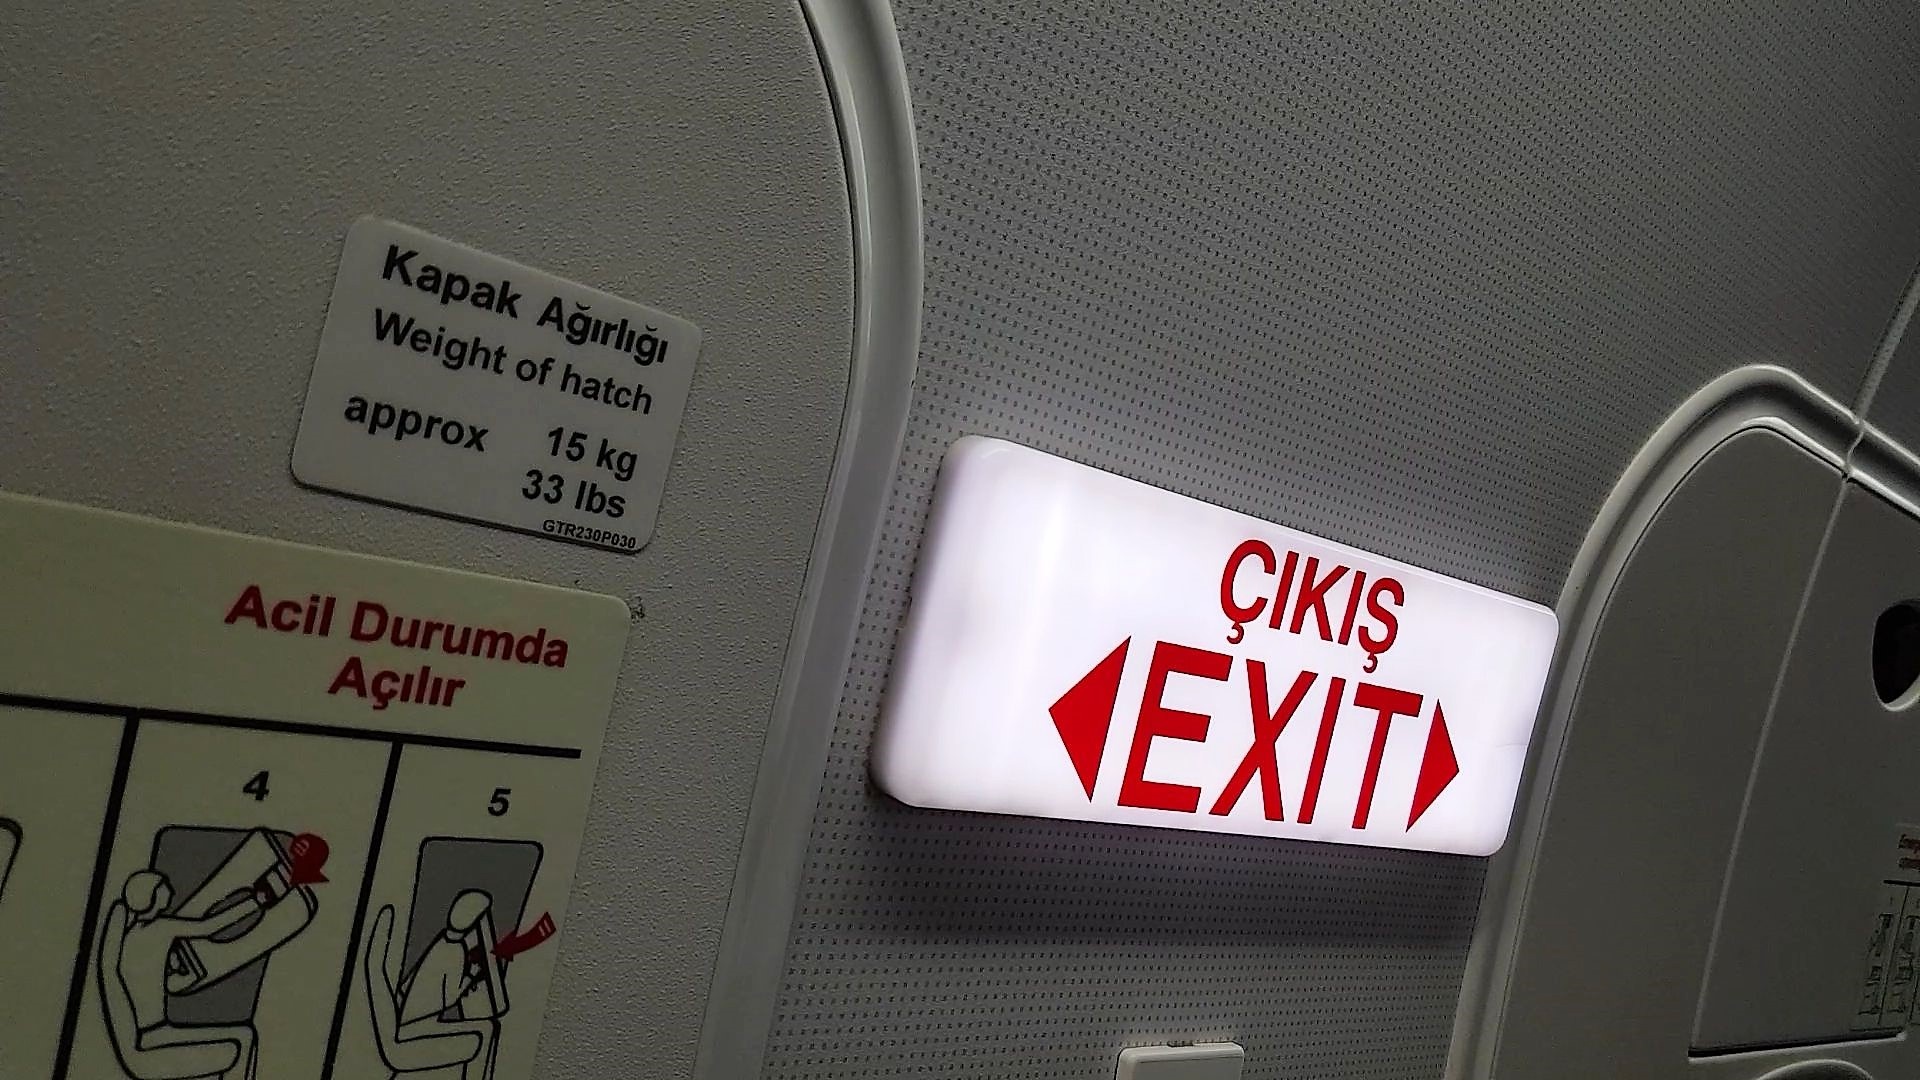 Kapak Ağırlığı
Weight of hatch
approx 15 kg
33 lbs
GTR230P030
Acil Durumda
Açılır
4
5
ÇIKIŞ
EXIT